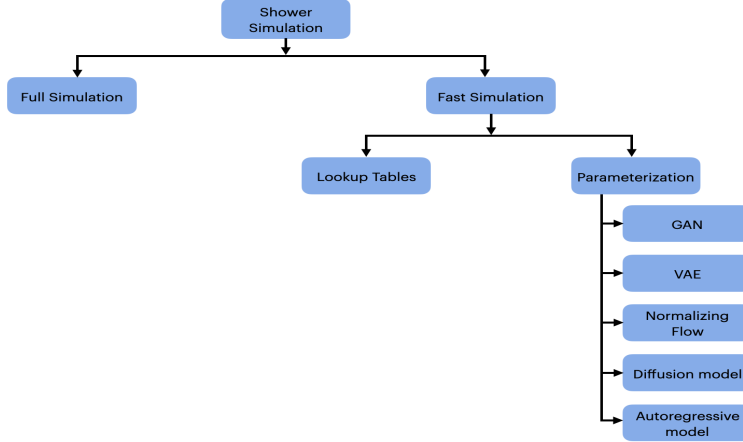 Shower
Simulation
Full Simulation
Fast Simulation
Lookup Tables
Parameterization
GAN
VAE
Normalizing
Flow
Diffusion model
Autoregressive
model